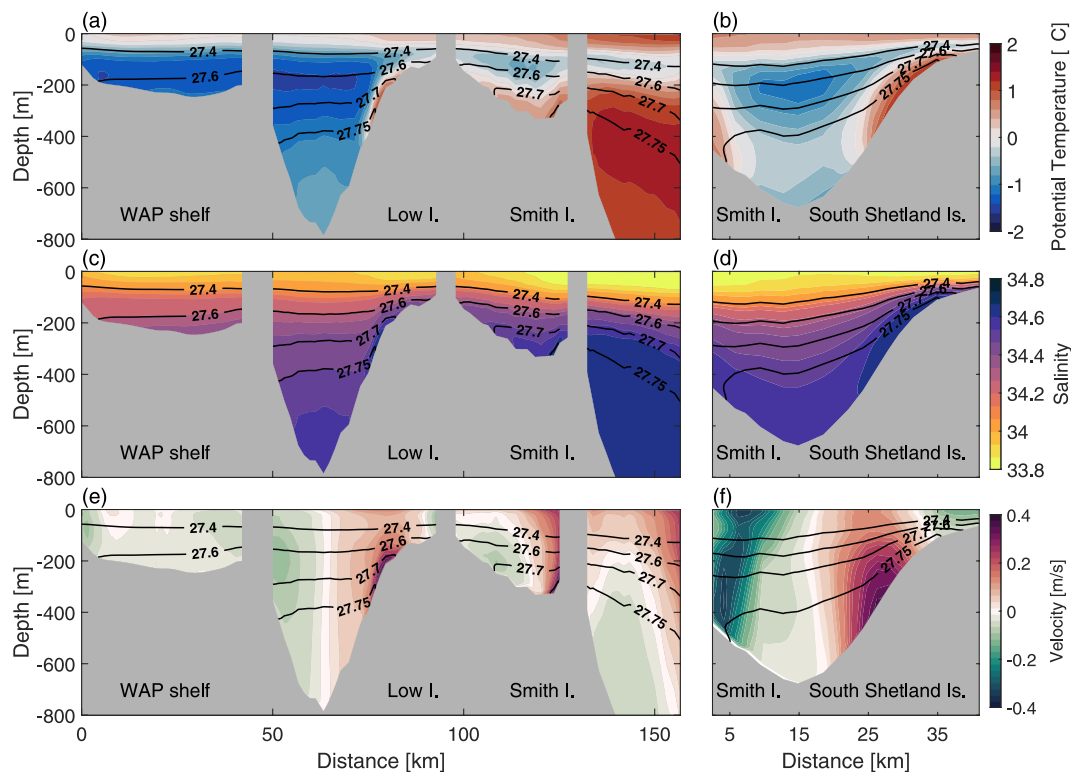 (a)
(b)
0
-200
-400
-600
-800
Depth [m]
27.4
27.6
27.7
27.75
27.4
27.6
27.7
27.4
27.6
27.7
27.75
27.4
27.6
27.75
WAP shelf
Low I.
Smith I.
Smith I.
South Shetland Is.
2
1
0
-1
-2
Potential Temperature [ C]
(c)
(d)
0
-200
-400
-600
-800
Depth [m]
27.4
27.6
27.4
27.6
27.7
27.75
27.4
27.6
27.7
27.4
27.6
27.7
27.75
27.4
27.6
27.75
WAP shelf
Low I.
Smith I.
Smith I.
South Shetland Is.
34.8
34.6
34.4
34.2
34
33.8
Salinity
(e)
(f)
0
-200
-400
-600
-800
Depth [m]
27.4
27.6
27.4
27.6
27.7
27.75
27.4
27.6
27.7
27.4
27.6
27.7
27.75
27.4
27.75
WAP shelf
Low I.
Smith I.
Smith I.
South Shetland Is.
0.4
0.2
0
-0.2
-0.4
Velocity [m/s]
0
50
100
150
5
15
25
35
Distance [km]
Distance [km]